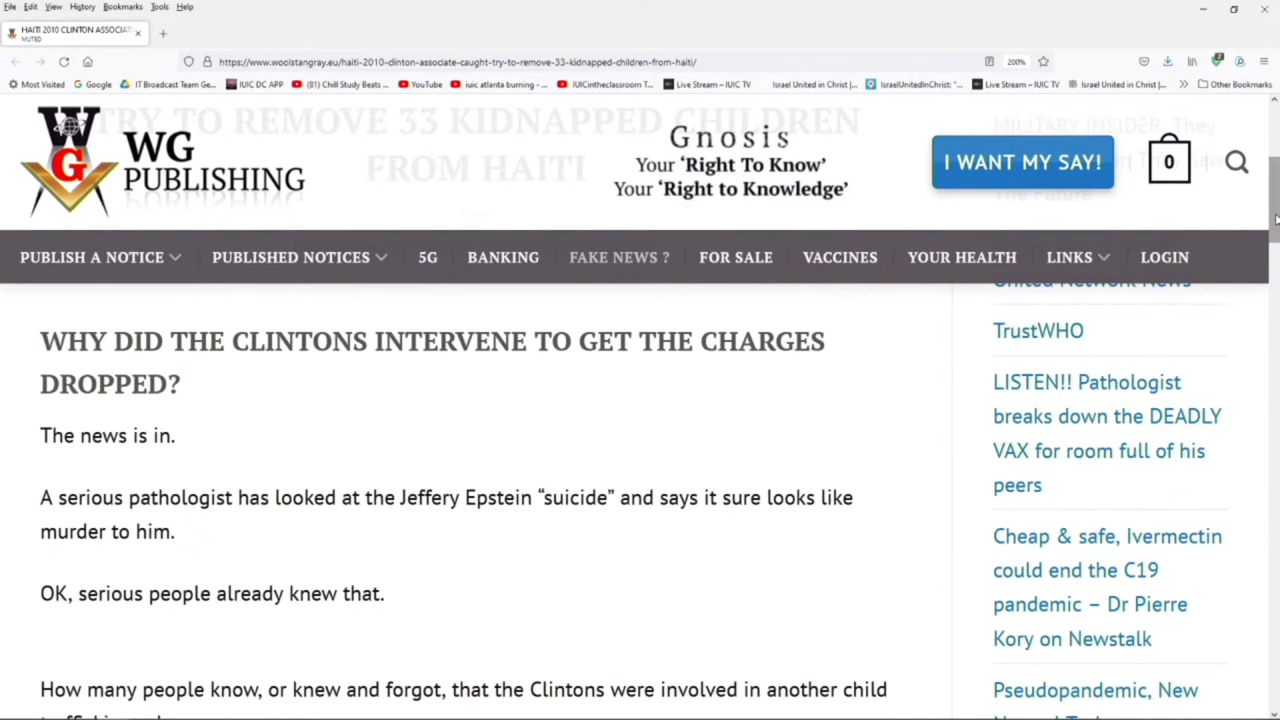 File Edit View History Bookmarks Tools Help
HAITI 2010 CLINTON ASSOCIAT
MUTED
https://www.woolstangray.eu/haiti-2010-clinton-associate-caught-try-to-remove-33-kidnapped-children-from-haiti/
200%
Most Visited Google IT Broadcast Team Ge... IUIC DC APP (81) Chill Study Beats ... YouTube iuic atlanta burning - ... IUICintheclassroom T... Live Stream – IUIC TV Israel United in Christ |... IsraelUnitedInChrist: "... Live Stream – IUIC TV Israel United in Christ |... Other Bookmarks
TRY TO REMOVE 33 KIDNAPPED CHILDREN
FROM HAITI
WG
PUBLISHING
Gnosis
Your ‘Right To Know’
Your ‘Right to Knowledge’
MILITARY INSIDER: They
I WANT MY SAY!
0
The Future
PUBLISH A NOTICE PUBLISHED NOTICES 5G BANKING FAKE NEWS ? FOR SALE VACCINES YOUR HEALTH LINKS LOGIN
WHY DID THE CLINTONS INTERVENE TO GET THE CHARGES
DROPPED?
The news is in.
A serious pathologist has looked at the Jeffery Epstein “suicide” and says it sure looks like
murder to him.
OK, serious people already knew that.
How many people know, or knew and forgot, that the Clintons were involved in another child
United Network News
TrustWHO
LISTEN!! Pathologist
breaks down the DEADLY
VAX for room full of his
peers
Cheap & safe, Ivermectin
could end the C19
pandemic – Dr Pierre
Kory on Newstalk
Pseudopandemic, New